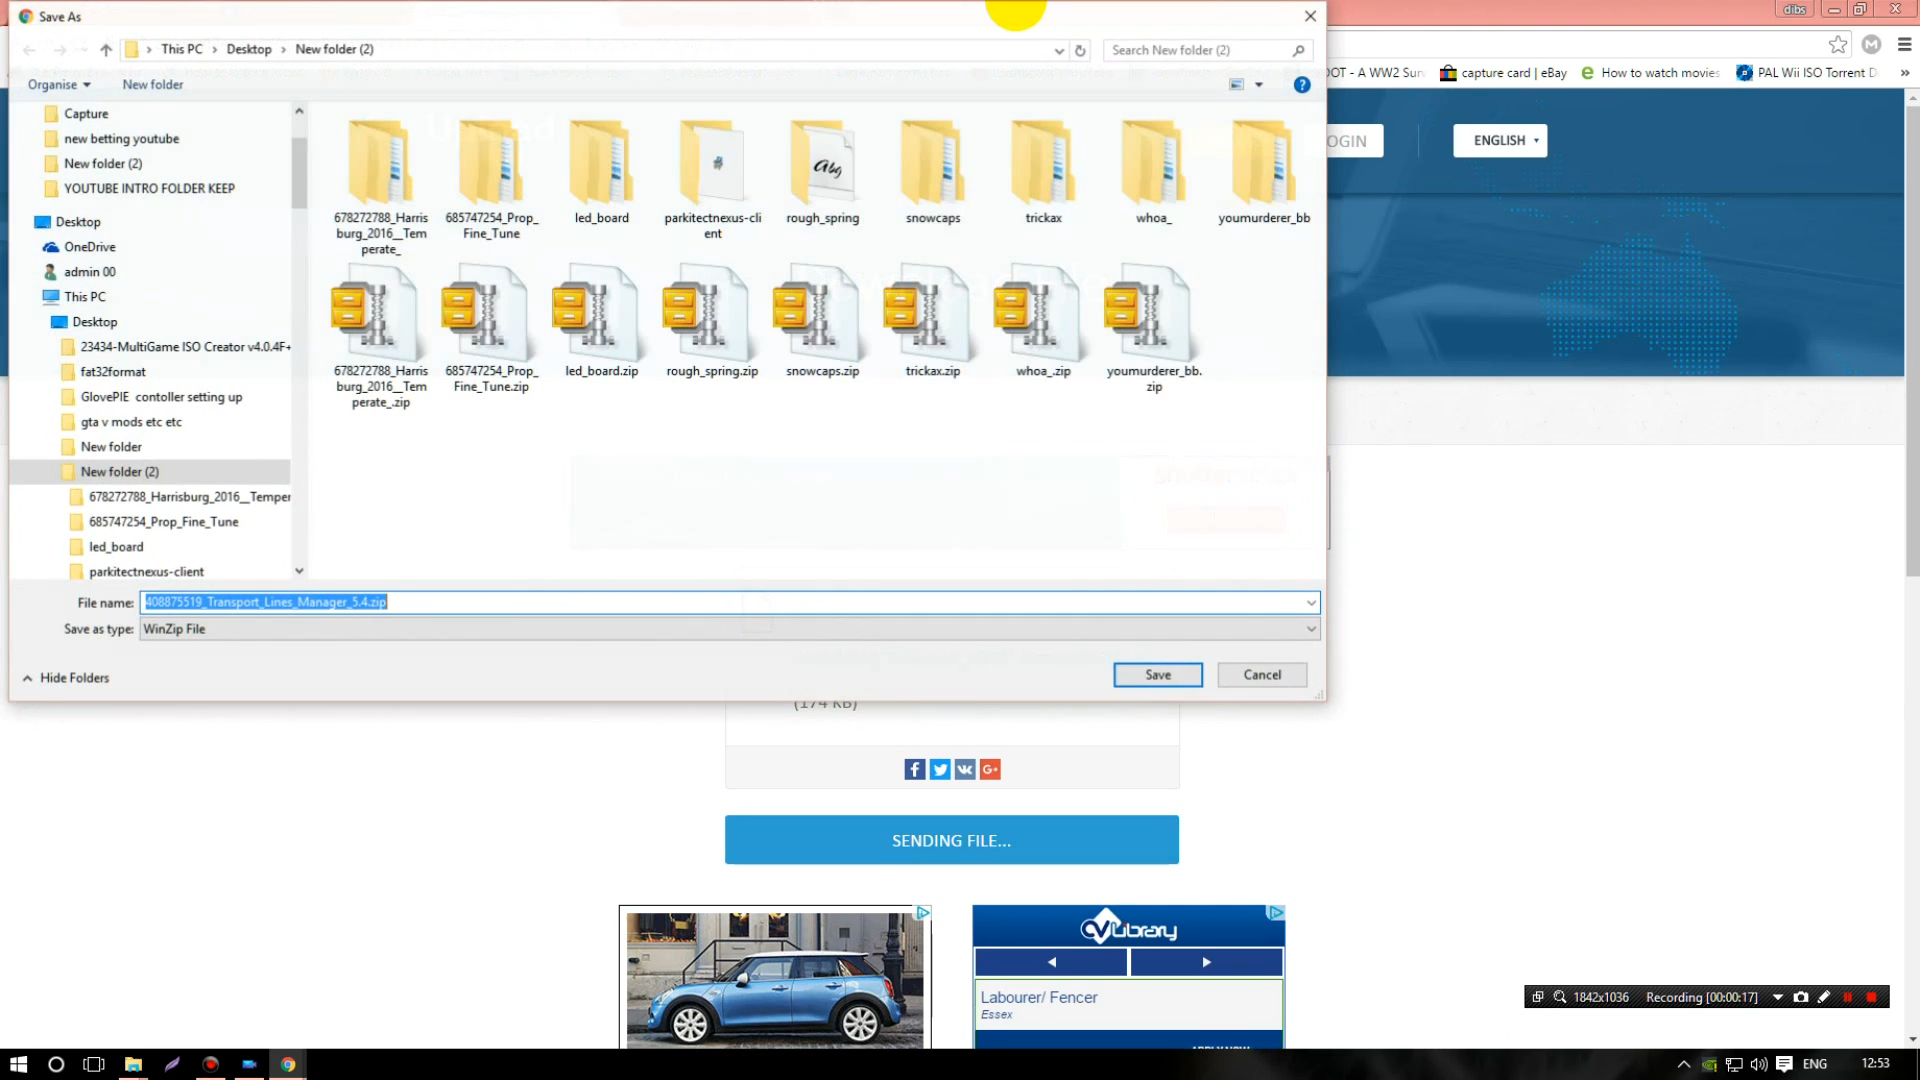 Save As
dibs
This PC
Desktop
New folder (2)
Search New folder (2)
OOT - A WW2 Sur
capture card | eBay
How to watch movies
PAL Wii ISO Torrent D
Organise
New folder
Capture
new betting youtube
New folder (2)
YOUTUBE INTRO FOLDER KEEP
Desktop
OneDrive
admin 00
This PC
Desktop
23434-MultiGame ISO Creator v4.0.4F+
fat32format
GlovePIE contoller setting up
gta v mods etc etc
New folder
New folder (2)
678272788_Harrisburg_2016__Temper
685747254_Prop_Fine_Tune
led_board
parkitectnexus-client
678272788_Harris
burg_2016__Tem
perate_
685747254_Prop_
Fine_Tune
led_board
parkitectnexus-cli
ent
rough_spring
snowcaps
trickax
whoa_
youmurderer_bb
678272788_Harris
burg_2016__Tem
perate_.zip
685747254_Prop_
Fine_Tune.zip
led_board.zip
rough_spring.zip
snowcaps.zip
trickax.zip
whoa_.zip
youmurderer_bb.
zip
OGIN
ENGLISH
File name:
408875519_Transport_Lines_Manager_5.4.zip
Save as type:
WinZip File
Hide Folders
Save
Cancel
(174 KB)
SENDING FILE...
CVLibrary
Labourer/ Fencer
Essex
APPLY NOW
1842x1036
Recording [00:00:17]
ENG
12:53